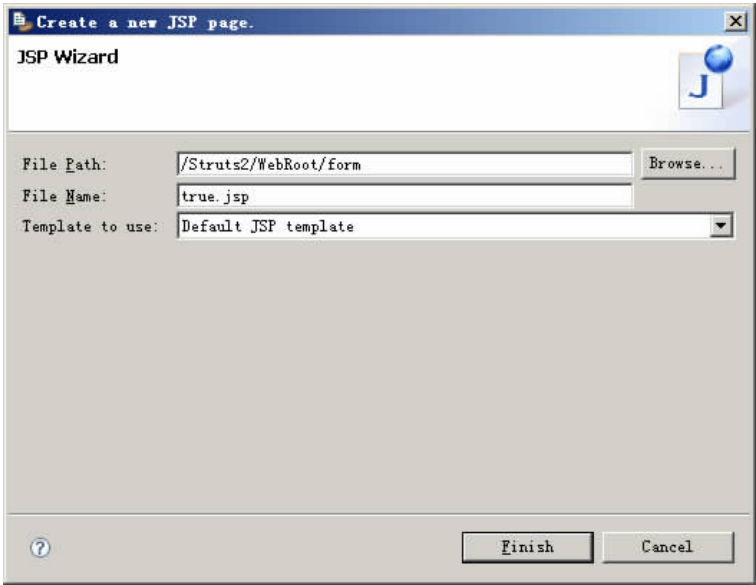 Create a new JSP page.
JSP Wizard
J
File Path: /Struts2/WebRoot/form Browse...
File Name: true.jsp
Template to use: Default JSP template
? Finish Cancel